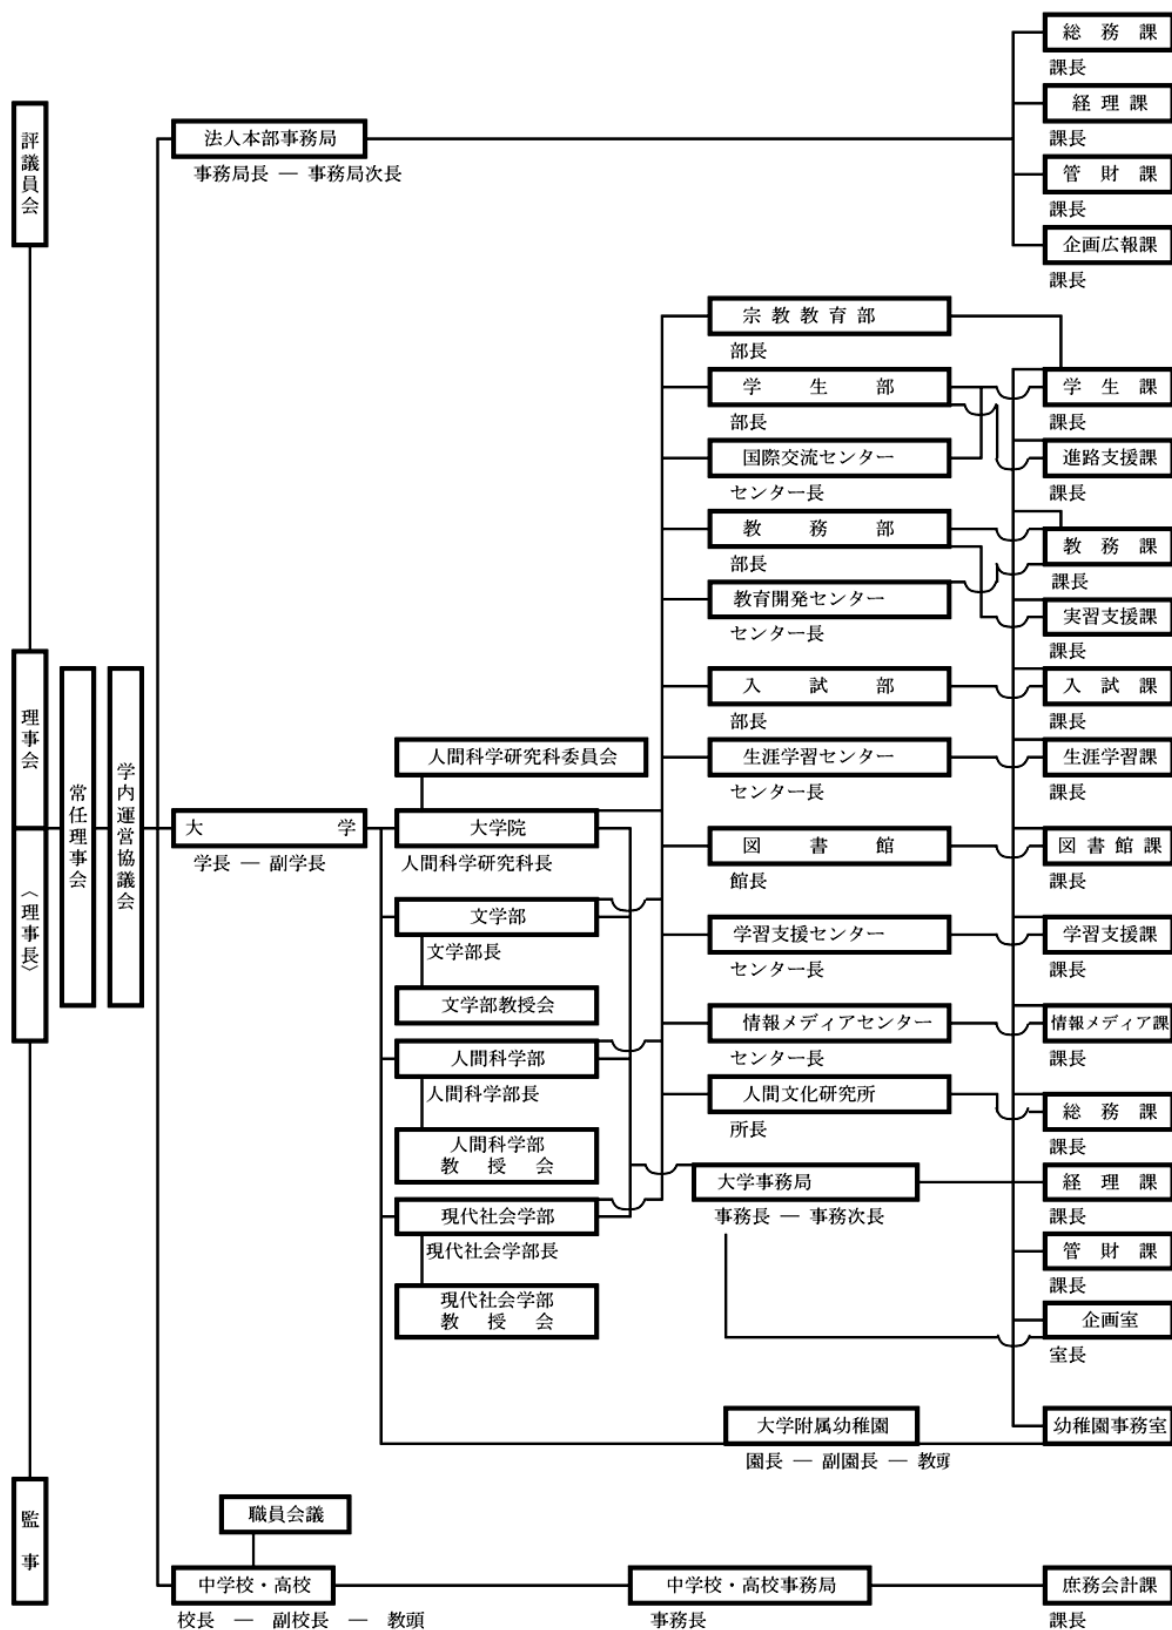 評議員会
理事会
〈理事長〉
監事
常任理事会
学内運営協議会
法人本部事務局
事務局長 ― 事務局次長
総務課
課長
経理課
課長
管財課
課長
企画広報課
課長
大学
学長 ― 副学長
人間科学研究科委員会
大学院
人間科学研究科長
文学部
文学部長
文学部教授会
人間科学部
人間科学部長
人間科学部
教授会
現代社会学部
現代社会学部長
現代社会学部
教授会
宗教教育部
部長
学生部
部長
国際交流センター
センター長
教務部
部長
教育開発センター
センター長
入試部
部長
生涯学習センター
センター長
図書館
館長
学習支援センター
センター長
情報メディアセンター
センター長
人間文化研究所
所長
大学事務局
事務長 ― 事務次長
学生課
課長
進路支援課
課長
教務課
課長
実習支援課
課長
入試課
課長
生涯学習課
課長
図書館課
課長
学習支援課
課長
情報メディア課
課長
総務課
課長
経理課
課長
管財課
課長
企画室
室長
大学附属幼稚園
園長 ― 副園長 ― 教頭
幼稚園事務室
職員会議
中学校・高校
校長 ― 副校長 ― 教頭
中学校・高校事務局
事務長
庶務会計課
課長